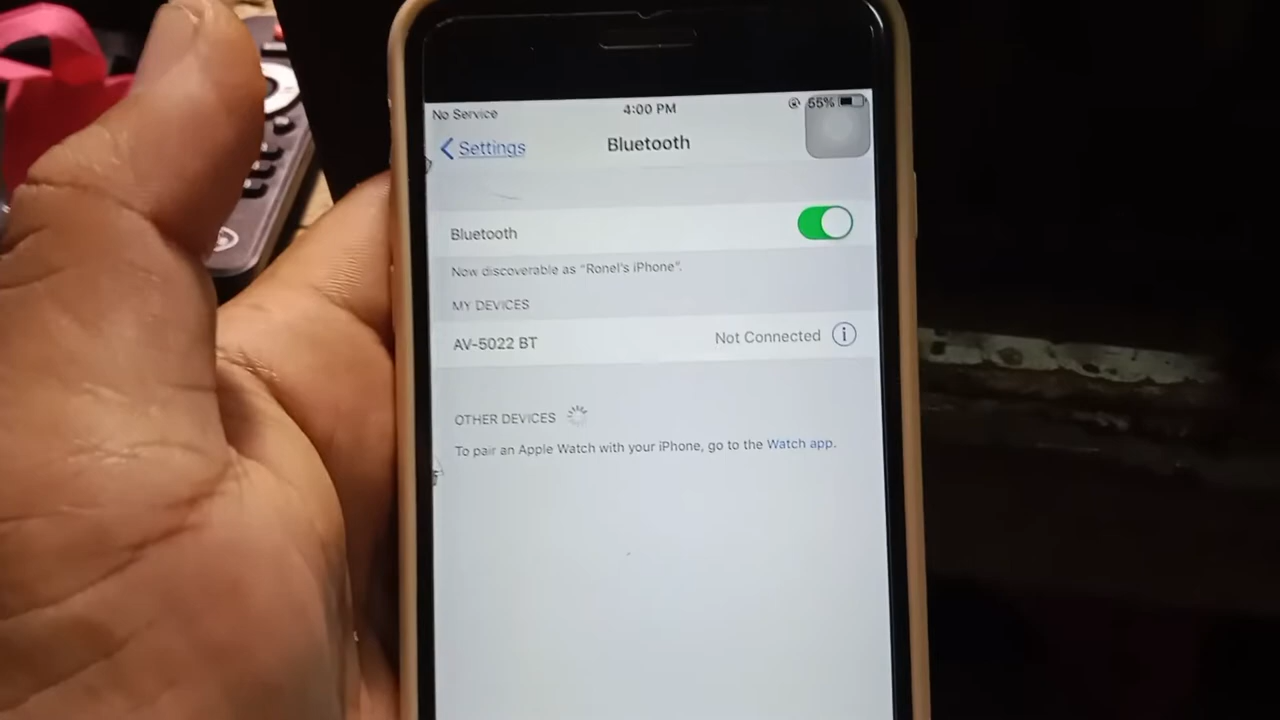 No Service 4:00 PM 55%
Settings Bluetooth
Bluetooth
Now discoverable as “Ronel's iPhone”.
MY DEVICES
AV-5022 BT Not Connected i
OTHER DEVICES
To pair an Apple Watch with your iPhone, go to the Watch app.